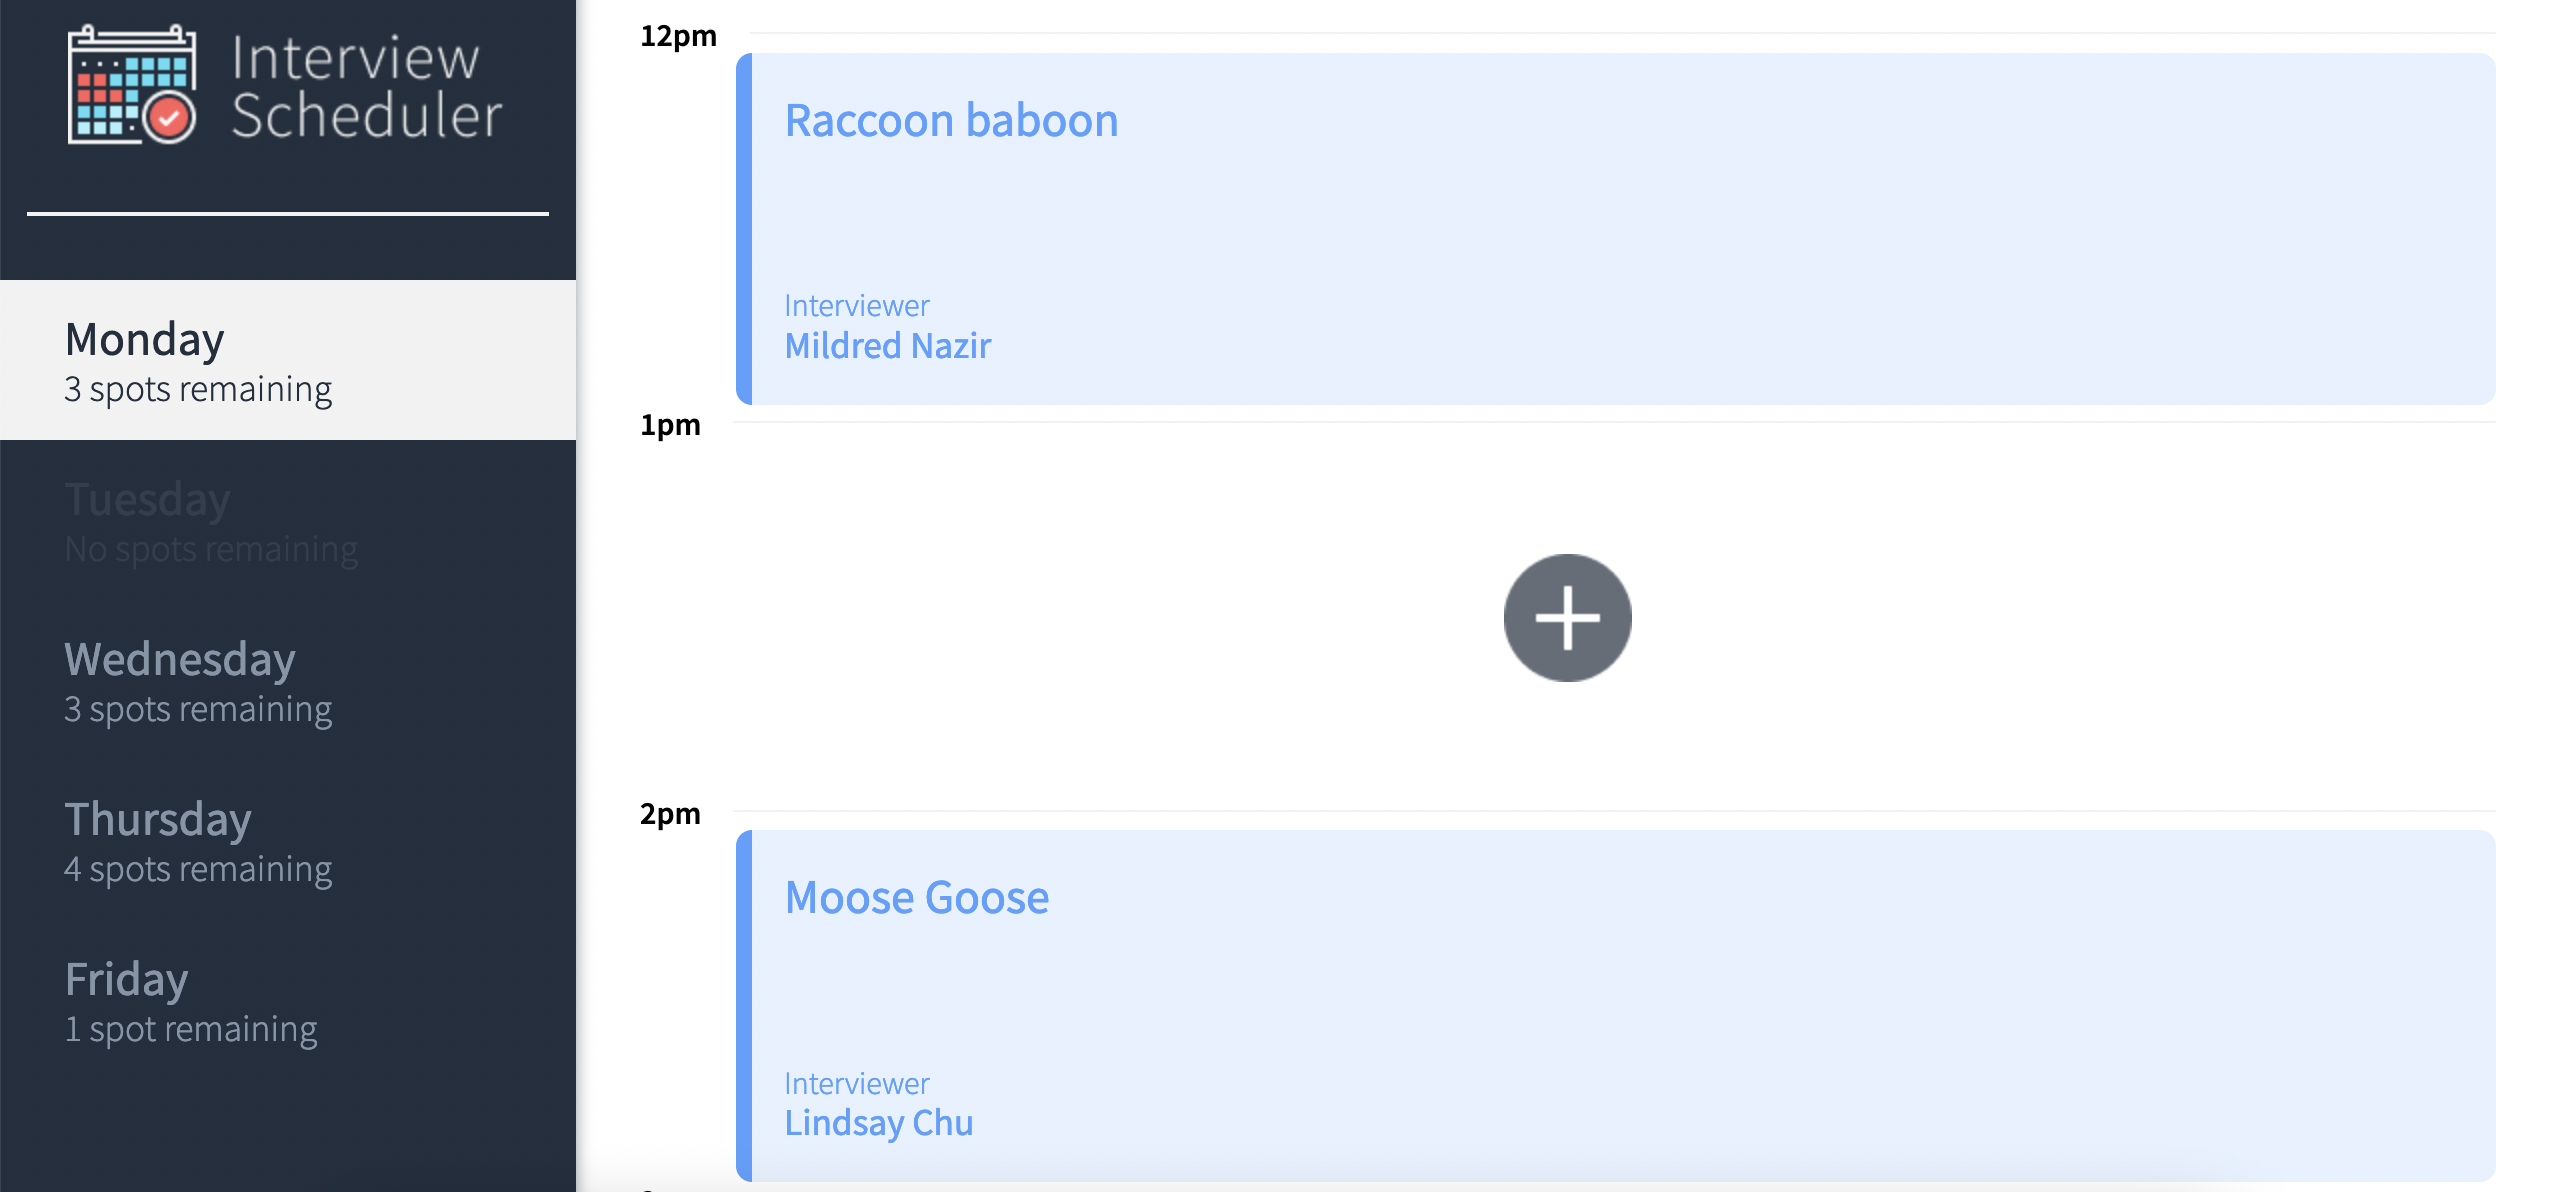 Interview
Scheduler
Monday
3 spots remaining
Tuesday
No spots remaining
Wednesday
3 spots remaining
Thursday
4 spots remaining
Friday
1 spot remaining
12pm
Raccoon baboon
Interviewer
Mildred Nazir
1pm
2pm
Moose Goose
Interviewer
Lindsay Chu